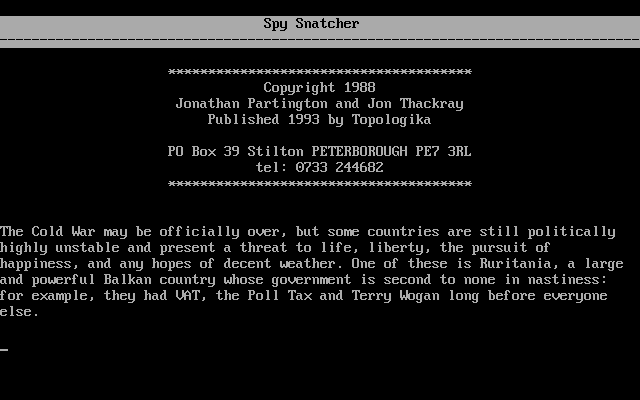 Spy Snatcher
**************************************
Copyright 1988
Jonathan Partington and Jon Thackray
Published 1993 by Topologika
PO Box 39 Stilton PETERBOROUGH PE7 3RL
tel: 0733 244682
**************************************
The Cold War may be officially over, but some countries are still politically
highly unstable and present a threat to life, liberty, the pursuit of
happiness, and any hopes of decent weather. One of these is Ruritania, a large
and powerful Balkan country whose government is second to none in nastiness:
for example, they had VAT, the Poll Tax and Terry Wogan long before everyone
else.